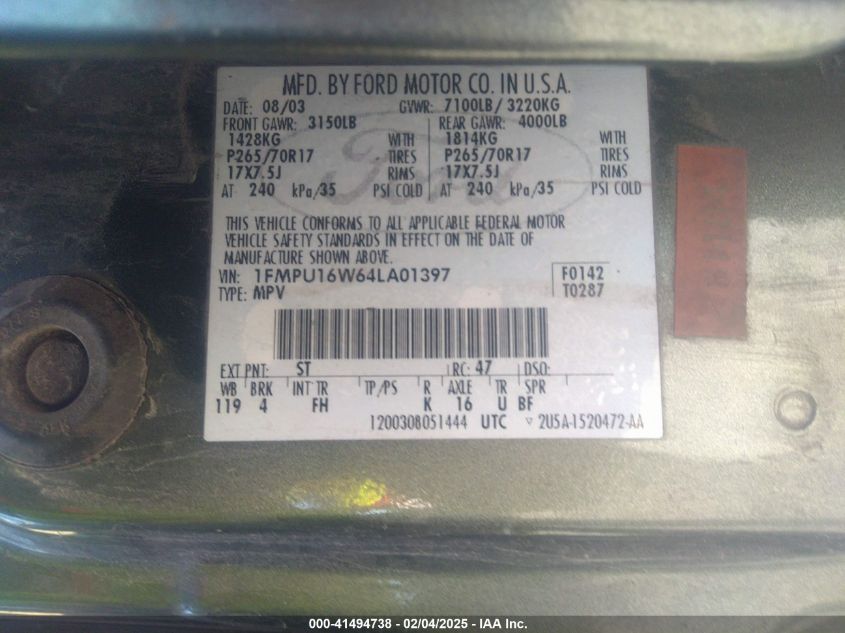 MFD. BY FORD MOTOR CO. IN U.S.A.
DATE: 08/03 GVWR: 7100LB/ 3220KG
FRONT GAWR: 3150LB REAR GAWR: 4000LB
1428KG WITH 1814KG WITH
P265/70R17 TIRES P265/70R17 TIRES
17X7.5J RIMS 17X7.5J RIMS
AT 240 kPa/35 PSI COLD AT 240 kPa/35 PSI COLD
Ford
THIS VEHICLE CONFORMS TO ALL APPLICABLE FEDERAL MOTOR
VEHICLE SAFETY STANDARDS IN EFFECT ON THE DATE OF
MANUFACTURE SHOWN ABOVE.
VIN: 1FMPU16W64LA01397 F0142
TYPE: MPV T0287
EXT PNT: ST RC: 47 DSO:
WB BRK INT TR TP/PS R AXLE TR SPR
119 4 FH K 16 U BF
1200308051444 UTC ▽ 2U5A-1520472-AA
000-41494738 - 02/04/2025 - IAA Inc.